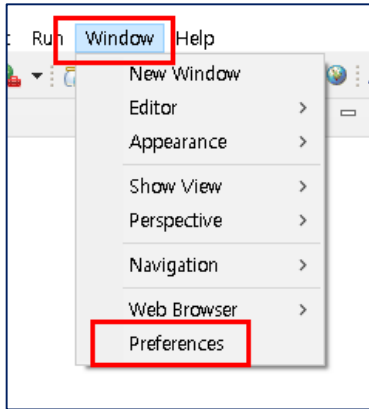 Run Window Help
New Window
Editor
Appearance
Show View
Perspective
Navigation
Web Browser
Preferences